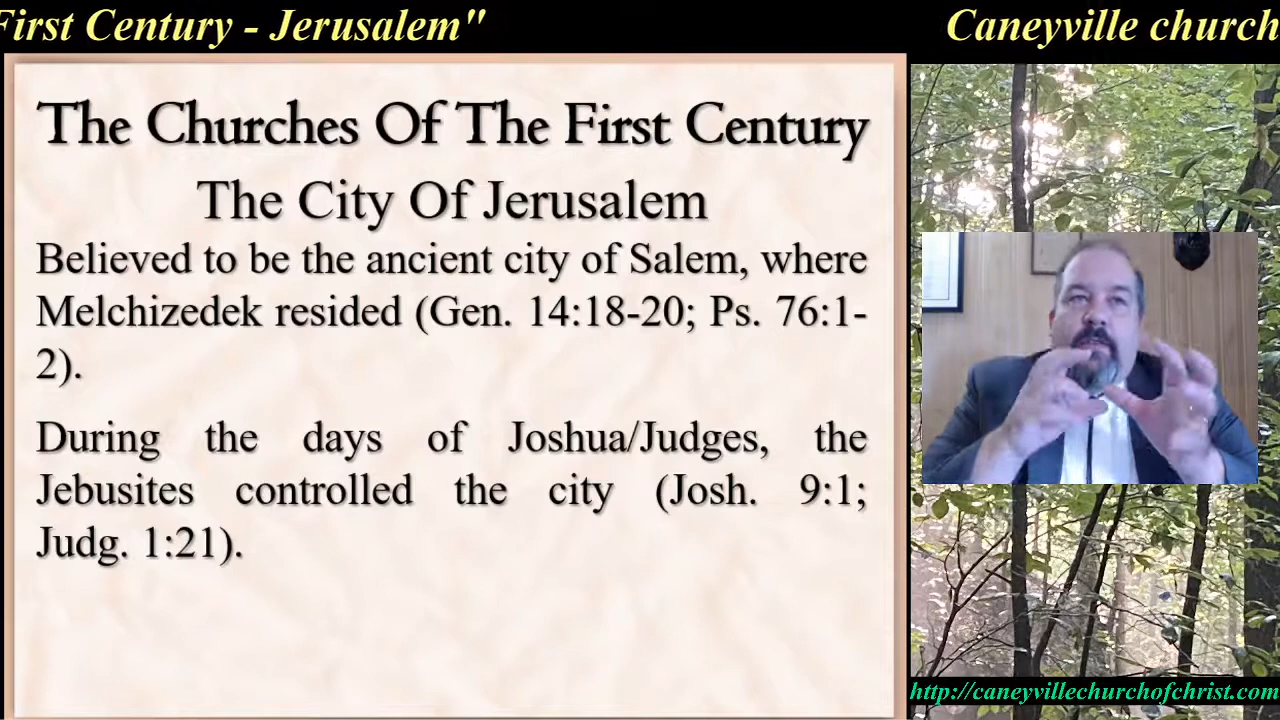 First Century - Jerusalem"
Caneyville church
The Churches Of The First Century
The City Of Jerusalem
Believed to be the ancient city of Salem, where
Melchizedek resided (Gen. 14:18-20; Ps. 76:1-
2).
During the days of Joshua/Judges, the
Jebusites controlled the city (Josh. 9:1;
Judg. 1:21).
http://caneyvillechurchofchrist.com